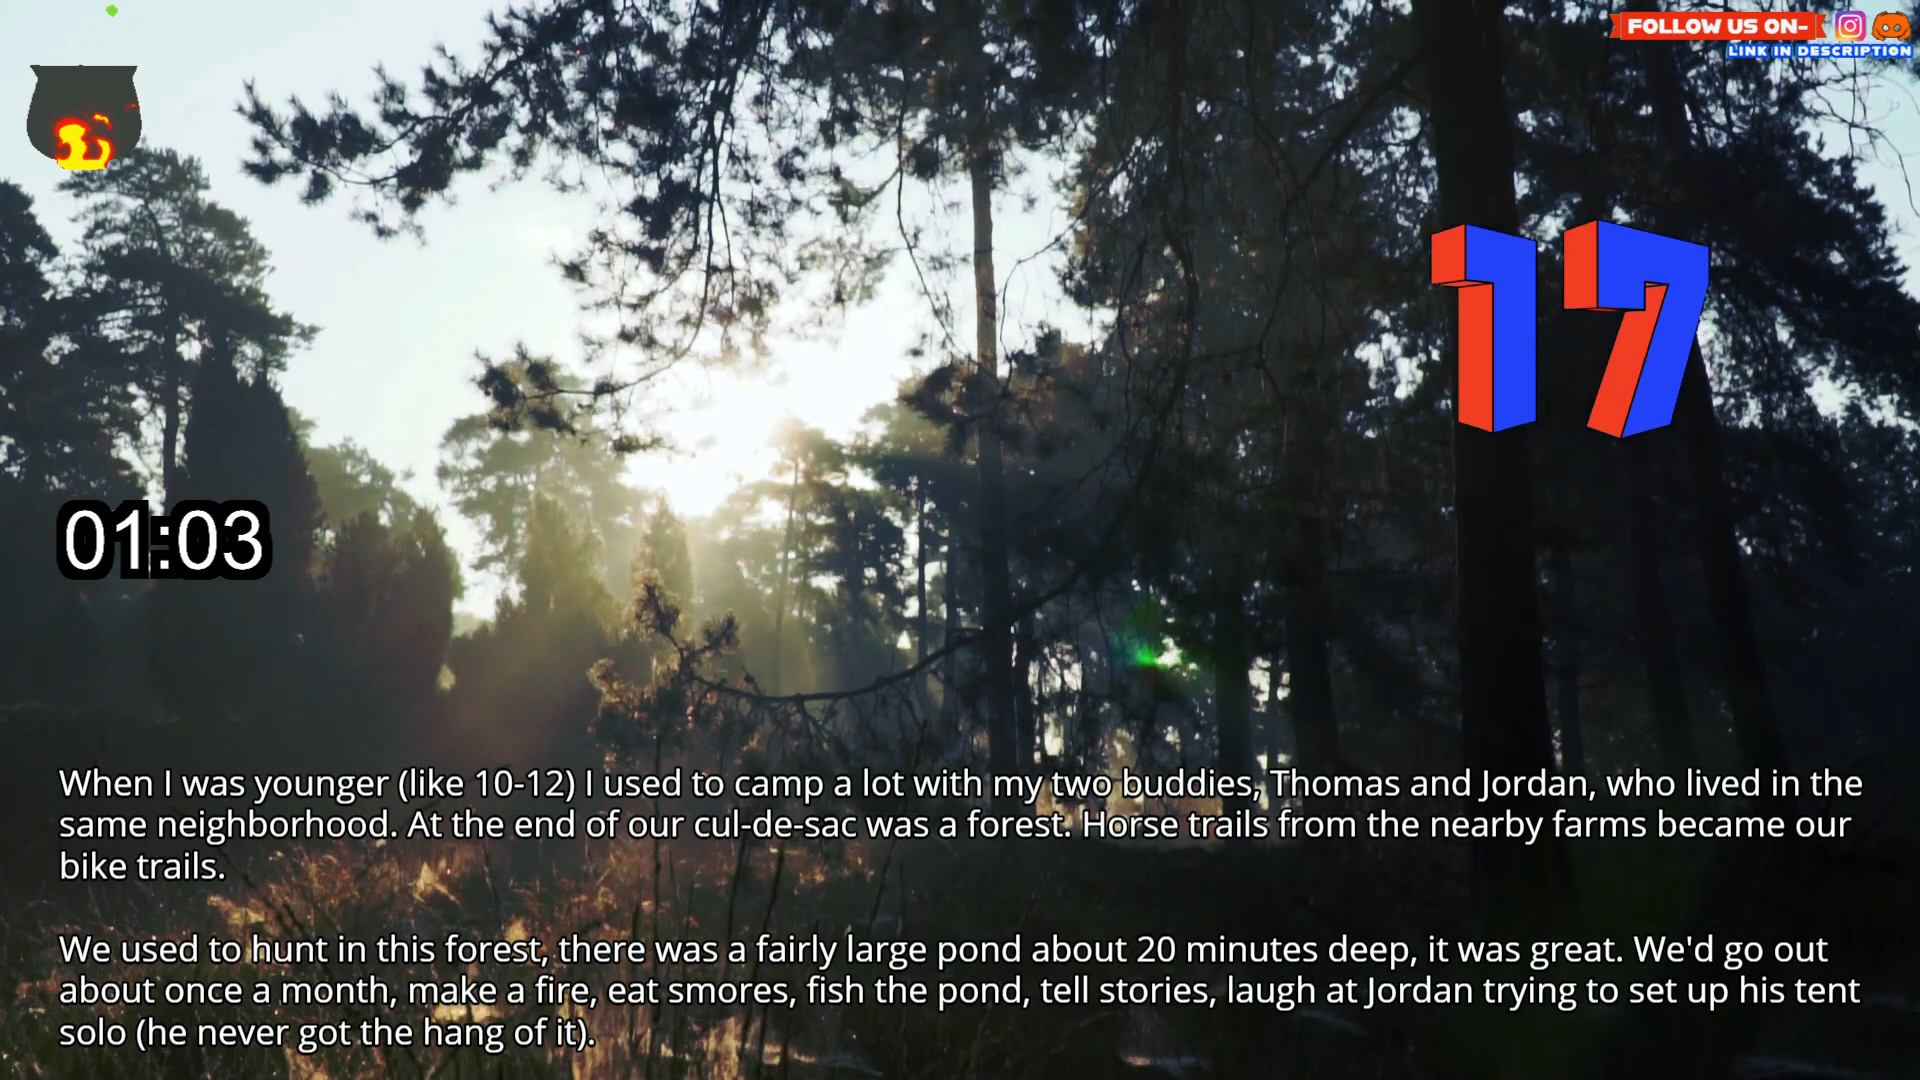 FOLLOW US ON-
LINK IN DESCRIPTION
17
01:03
When I was younger (like 10-12) I used to camp a lot with my two buddies, Thomas and Jordan, who lived in the
same neighborhood. At the end of our cul-de-sac was a forest. Horse trails from the nearby farms became our
bike trails.
We used to hunt in this forest, there was a fairly large pond about 20 minutes deep, it was great. We'd go out
about once a month, make a fire, eat smores, fish the pond, tell stories, laugh at Jordan trying to set up his tent
solo (he never got the hang of it).